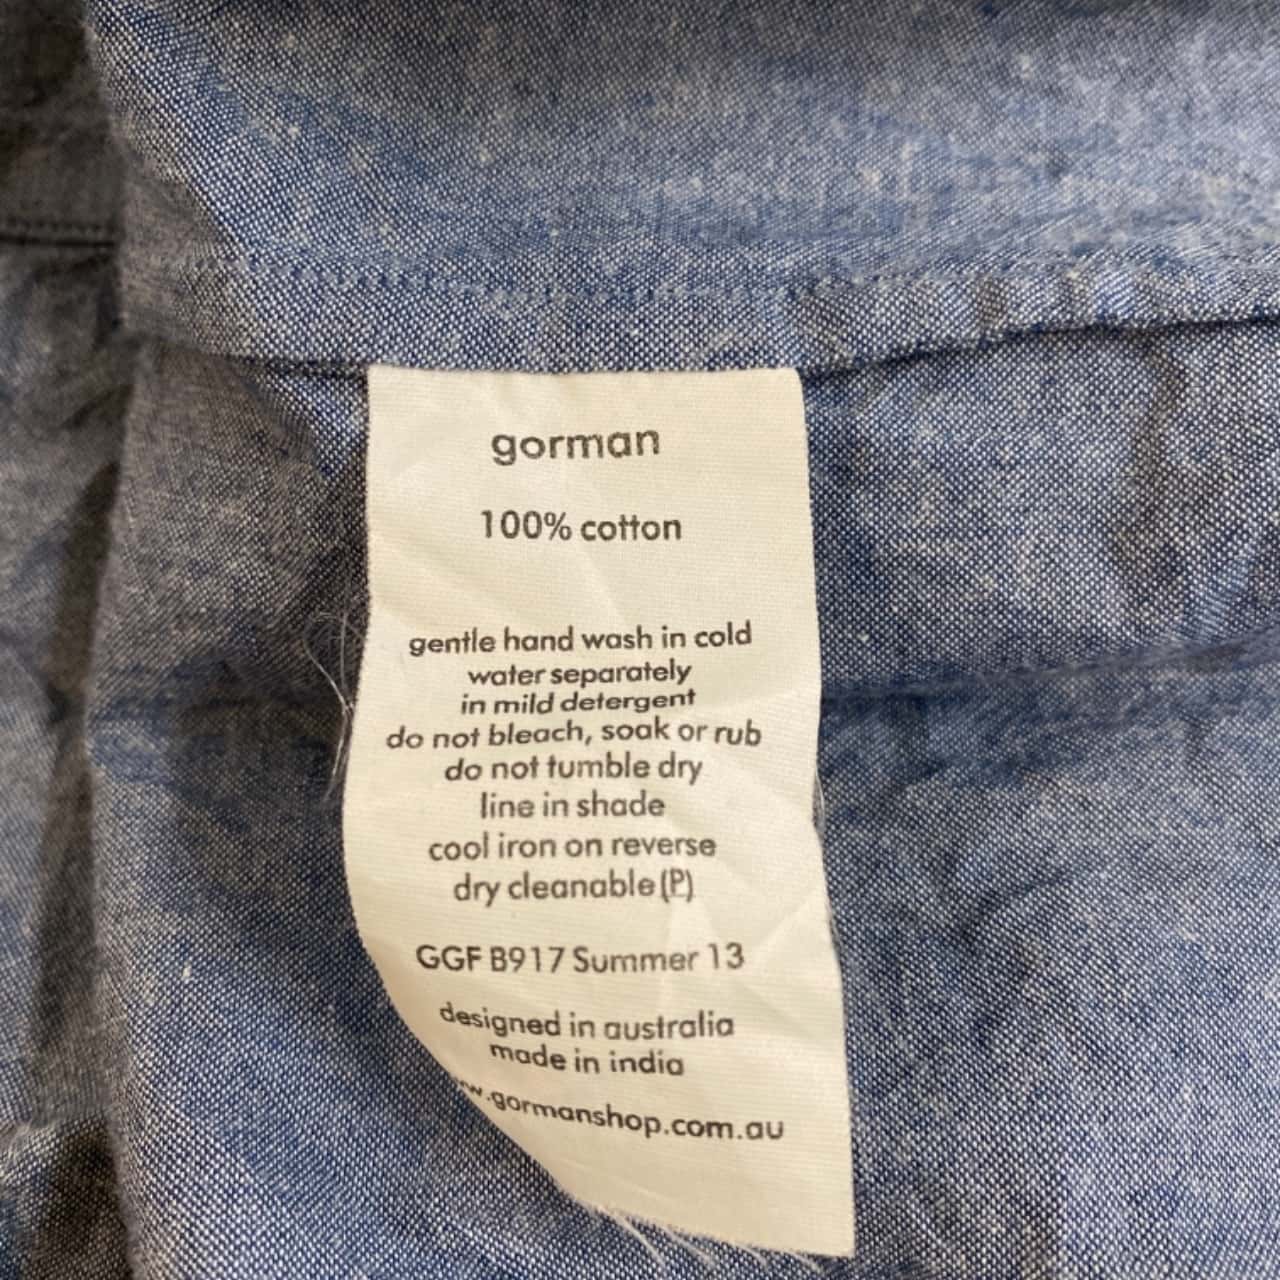 gorman
100% cotton
gentle hand wash in cold
water separately
in mild detergent
do not bleach, soak or rub
do not tumble dry
line in shade
cool iron on reverse
dry cleanable (P)
GGF B917 Summer 13
designed in australia
made in india
w.gormanshop.com.au